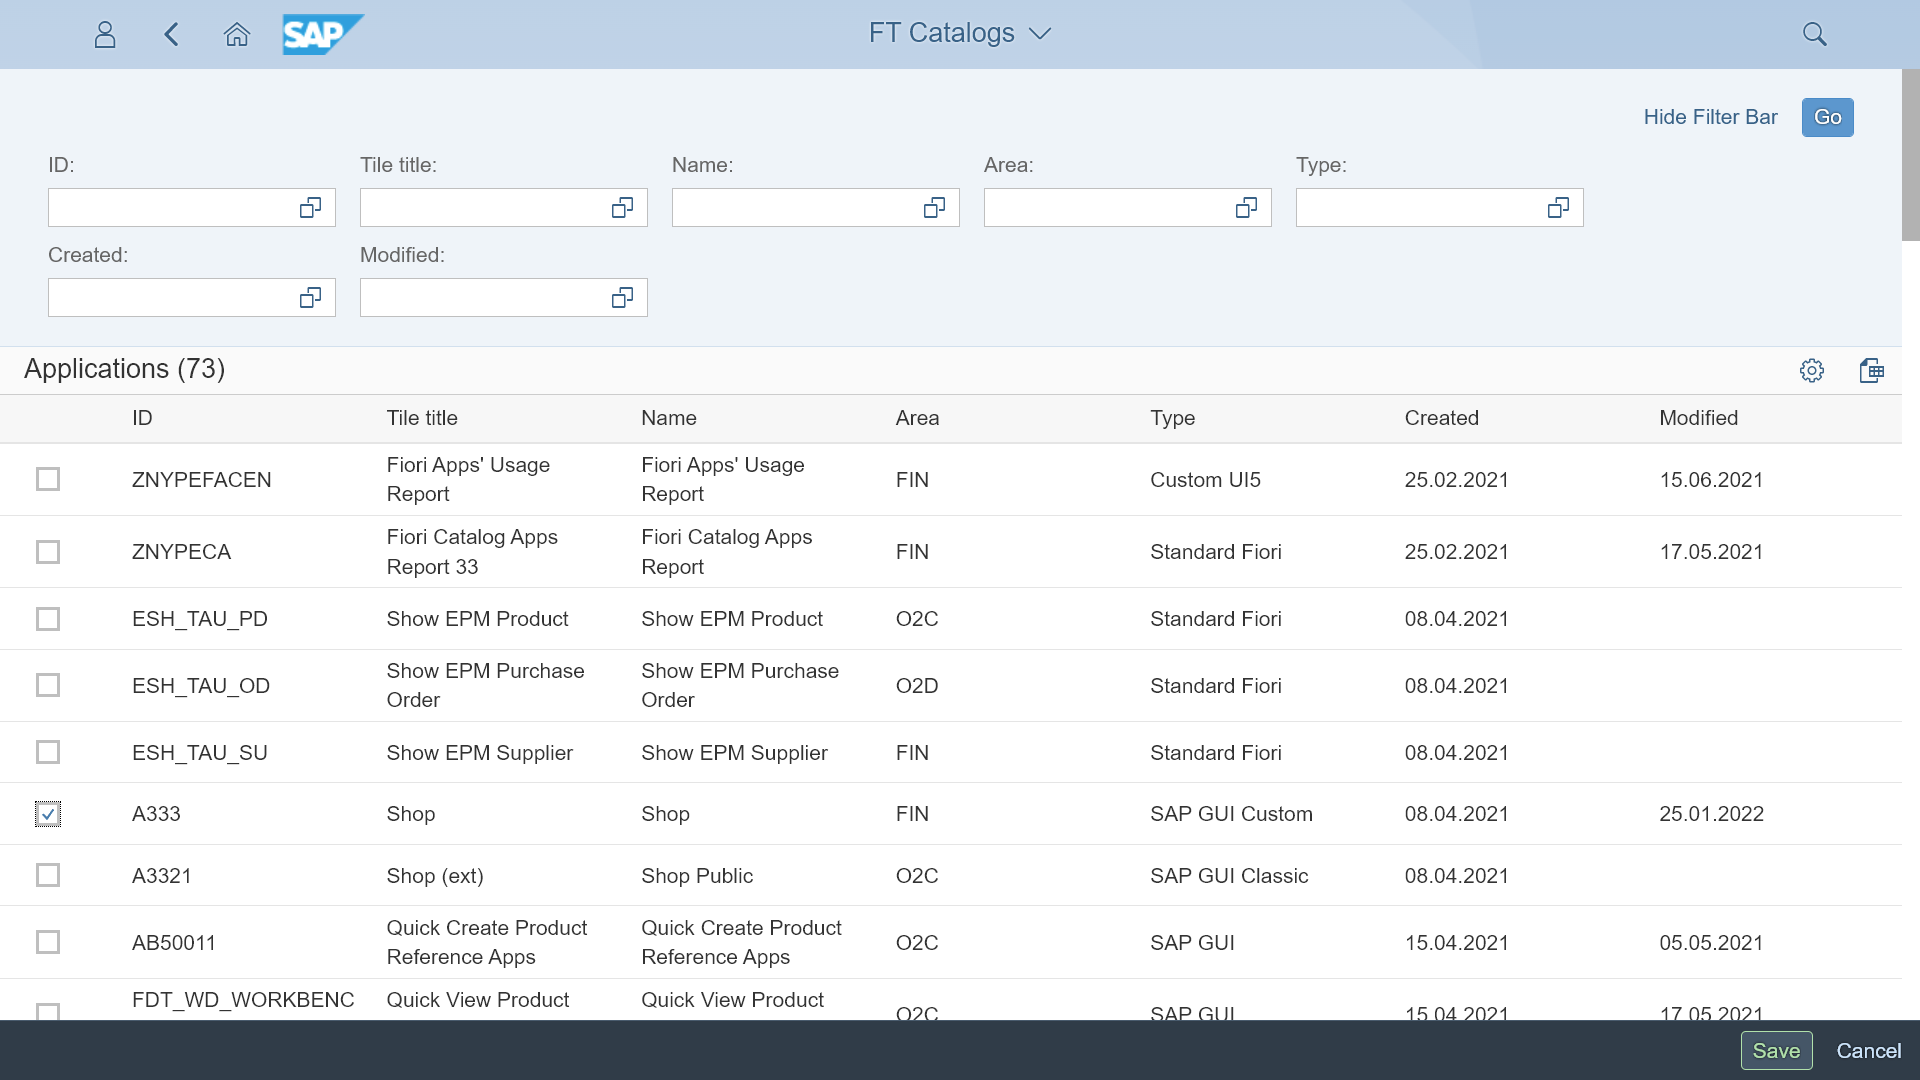 SAP
FT Catalogs
Hide Filter Bar
Go
ID:
Tile title:
Name:
Area:
Type:
Created:
Modified:
Applications (73)
ID
Tile title
Name
Area
Type
Created
Modified
ZNYPEFACEN
Fiori Apps' Usage
Report
Fiori Apps' Usage
Report
FIN
Custom UI5
25.02.2021
15.06.2021
ZNYPECA
Fiori Catalog Apps
Report 33
Fiori Catalog Apps
Report
FIN
Standard Fiori
25.02.2021
17.05.2021
ESH_TAU_PD
Show EPM Product
Show EPM Product
O2C
Standard Fiori
08.04.2021
ESH_TAU_OD
Show EPM Purchase
Order
Show EPM Purchase
Order
O2D
Standard Fiori
08.04.2021
ESH_TAU_SU
Show EPM Supplier
Show EPM Supplier
FIN
Standard Fiori
08.04.2021
A333
Shop
Shop
FIN
SAP GUI Custom
08.04.2021
25.01.2022
A3321
Shop (ext)
Shop Public
O2C
SAP GUI Classic
08.04.2021
AB50011
Quick Create Product
Reference Apps
Quick Create Product
Reference Apps
O2C
SAP GUI
15.04.2021
05.05.2021
FDT_WD_WORKBENC
Quick View Product
Quick View Product
O2C
SAP GUI
15.04.2021
17.05.2021
Save
Cancel